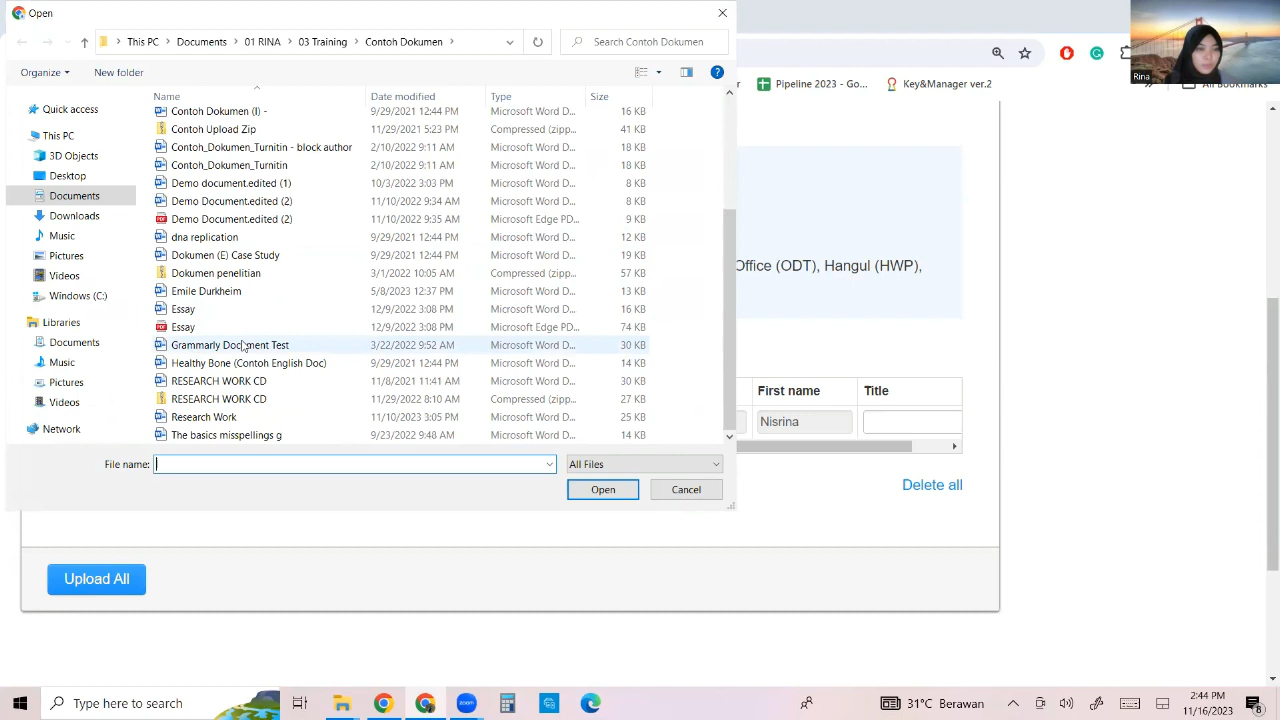 Open
This PC
Documents
01 RINA
03 Training
Contoh Dokumen
Search Contoh Dokumen
Organize
New folder
Name
Date modified
Type
Size
Quick access
This PC
3D Objects
Desktop
Documents
Downloads
Music
Pictures
Videos
Windows (C:)
Libraries
Documents
Music
Pictures
Videos
Network
Contoh Dokumen (I) - 9/29/2021 12:44 PM Microsoft Word D... 16 KB
Contoh Upload Zip 11/29/2021 5:23 PM Compressed (zipp... 41 KB
Contoh_Dokumen_Turnitin - block author 2/10/2022 9:11 AM Microsoft Word D... 18 KB
Contoh_Dokumen_Turnitin 2/10/2022 9:11 AM Microsoft Word D... 18 KB
Demo document.edited (1) 10/3/2022 3:03 PM Microsoft Word D... 8 KB
Demo Document.edited (2) 11/10/2022 9:34 AM Microsoft Word D... 8 KB
Demo Document.edited (2) 11/10/2022 9:35 AM Microsoft Edge PD... 9 KB
dna replication 9/29/2021 12:44 PM Microsoft Word D... 12 KB
Dokumen (E) Case Study 9/29/2021 12:44 PM Microsoft Word D... 19 KB
Dokumen penelitian 3/1/2022 10:05 AM Compressed (zipp... 57 KB
Emile Durkheim 5/8/2023 12:37 PM Microsoft Word D... 13 KB
Essay 12/9/2022 3:08 PM Microsoft Word D... 16 KB
Essay 12/9/2022 3:08 PM Microsoft Edge PD... 74 KB
Grammarly Document Test 3/22/2022 9:52 AM Microsoft Word D... 30 KB
Healthy Bone (Contoh English Doc) 9/29/2021 12:44 PM Microsoft Word D... 14 KB
RESEARCH WORK CD 11/8/2021 11:41 AM Microsoft Word D... 30 KB
RESEARCH WORK CD 11/29/2022 8:10 AM Compressed (zipp... 27 KB
Research Work 11/10/2023 3:05 PM Microsoft Word D... 25 KB
The basics misspellings g 9/23/2022 9:48 AM Microsoft Word D... 14 KB
File name:
All Files
Open
Cancel
Rina
Pipeline 2023 - Go...
Key&Manager ver.2
All Bookmarks
Office (ODT), Hangul (HWP),
First name
Title
Nisrina
Delete all
Upload All
Type here to search
31°C Berawan
2:44 PM
11/16/2023
8